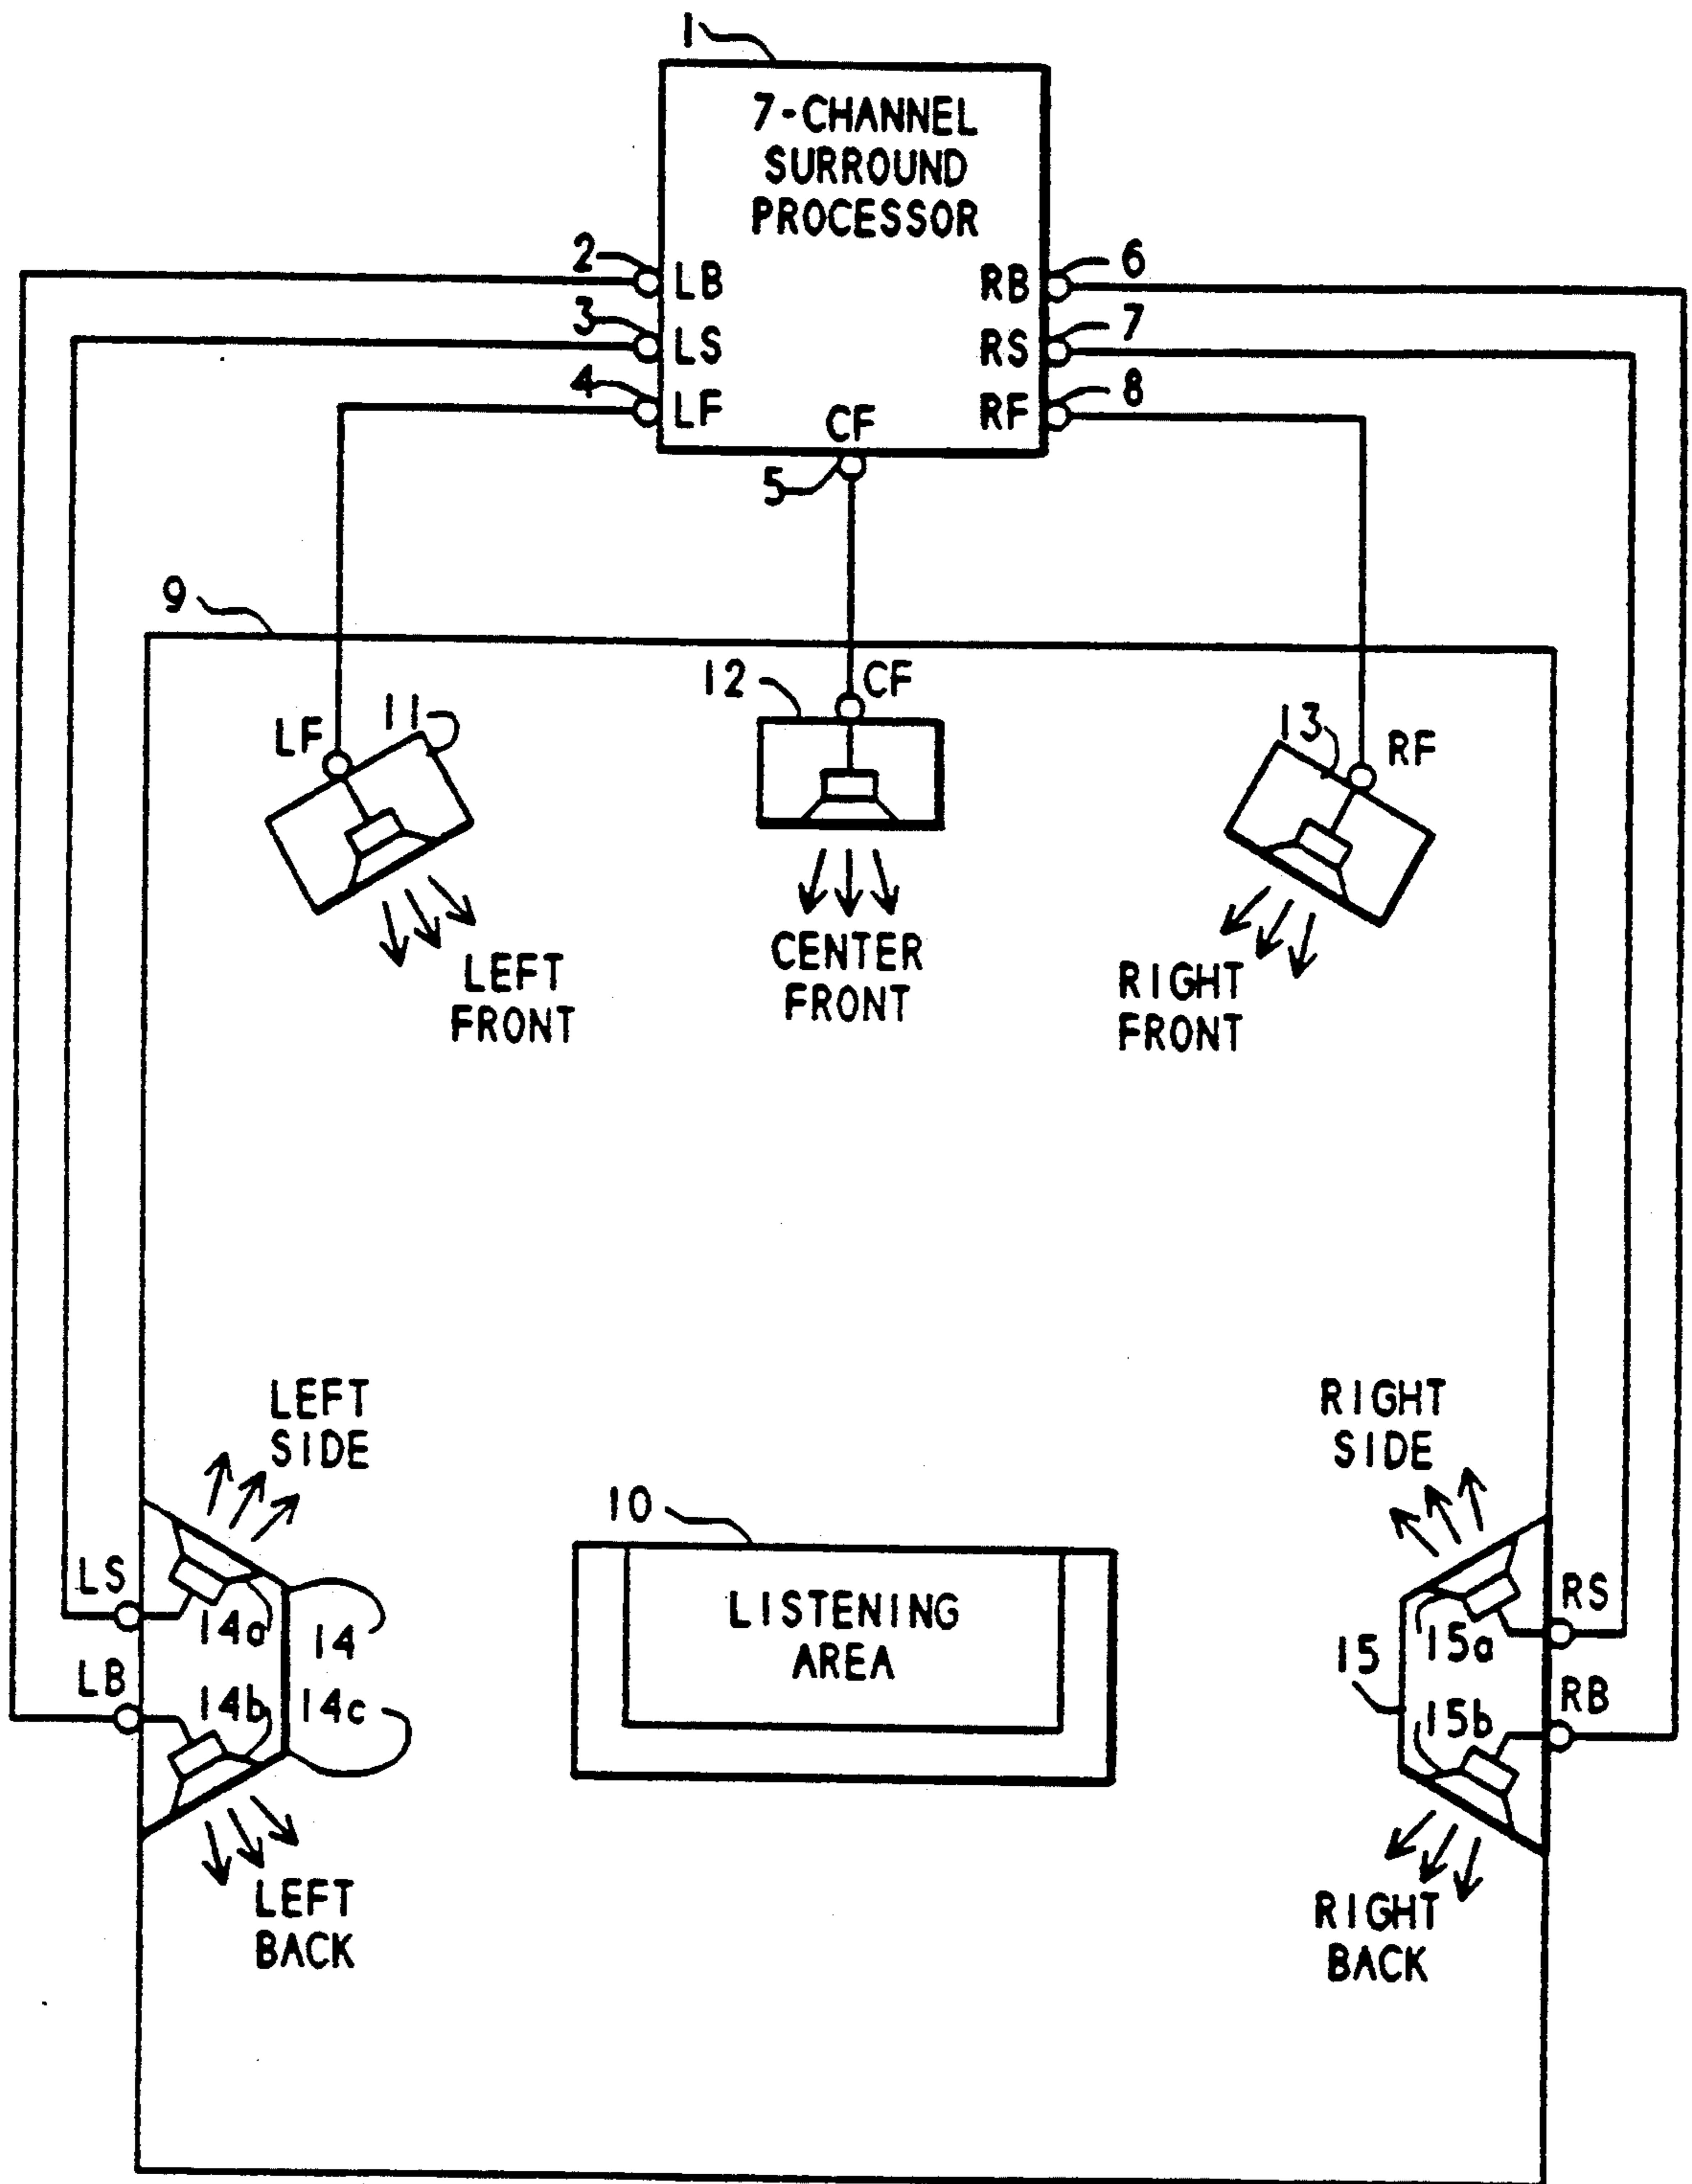 1
7-CHANNEL
SURROUND
PROCESSOR
2
LB
RB
6
3
LS
RS
7
4
LF
CF
RF
8
5
9
12
CF
LF
11
13
RF
LEFT
FRONT
CENTER
FRONT
RIGHT
FRONT
LEFT
SIDE
RIGHT
SIDE
10
LISTENING
AREA
LS
14a
14
LB
14b
14c
15
15a
RS
15b
RB
LEFT
BACK
RIGHT
BACK